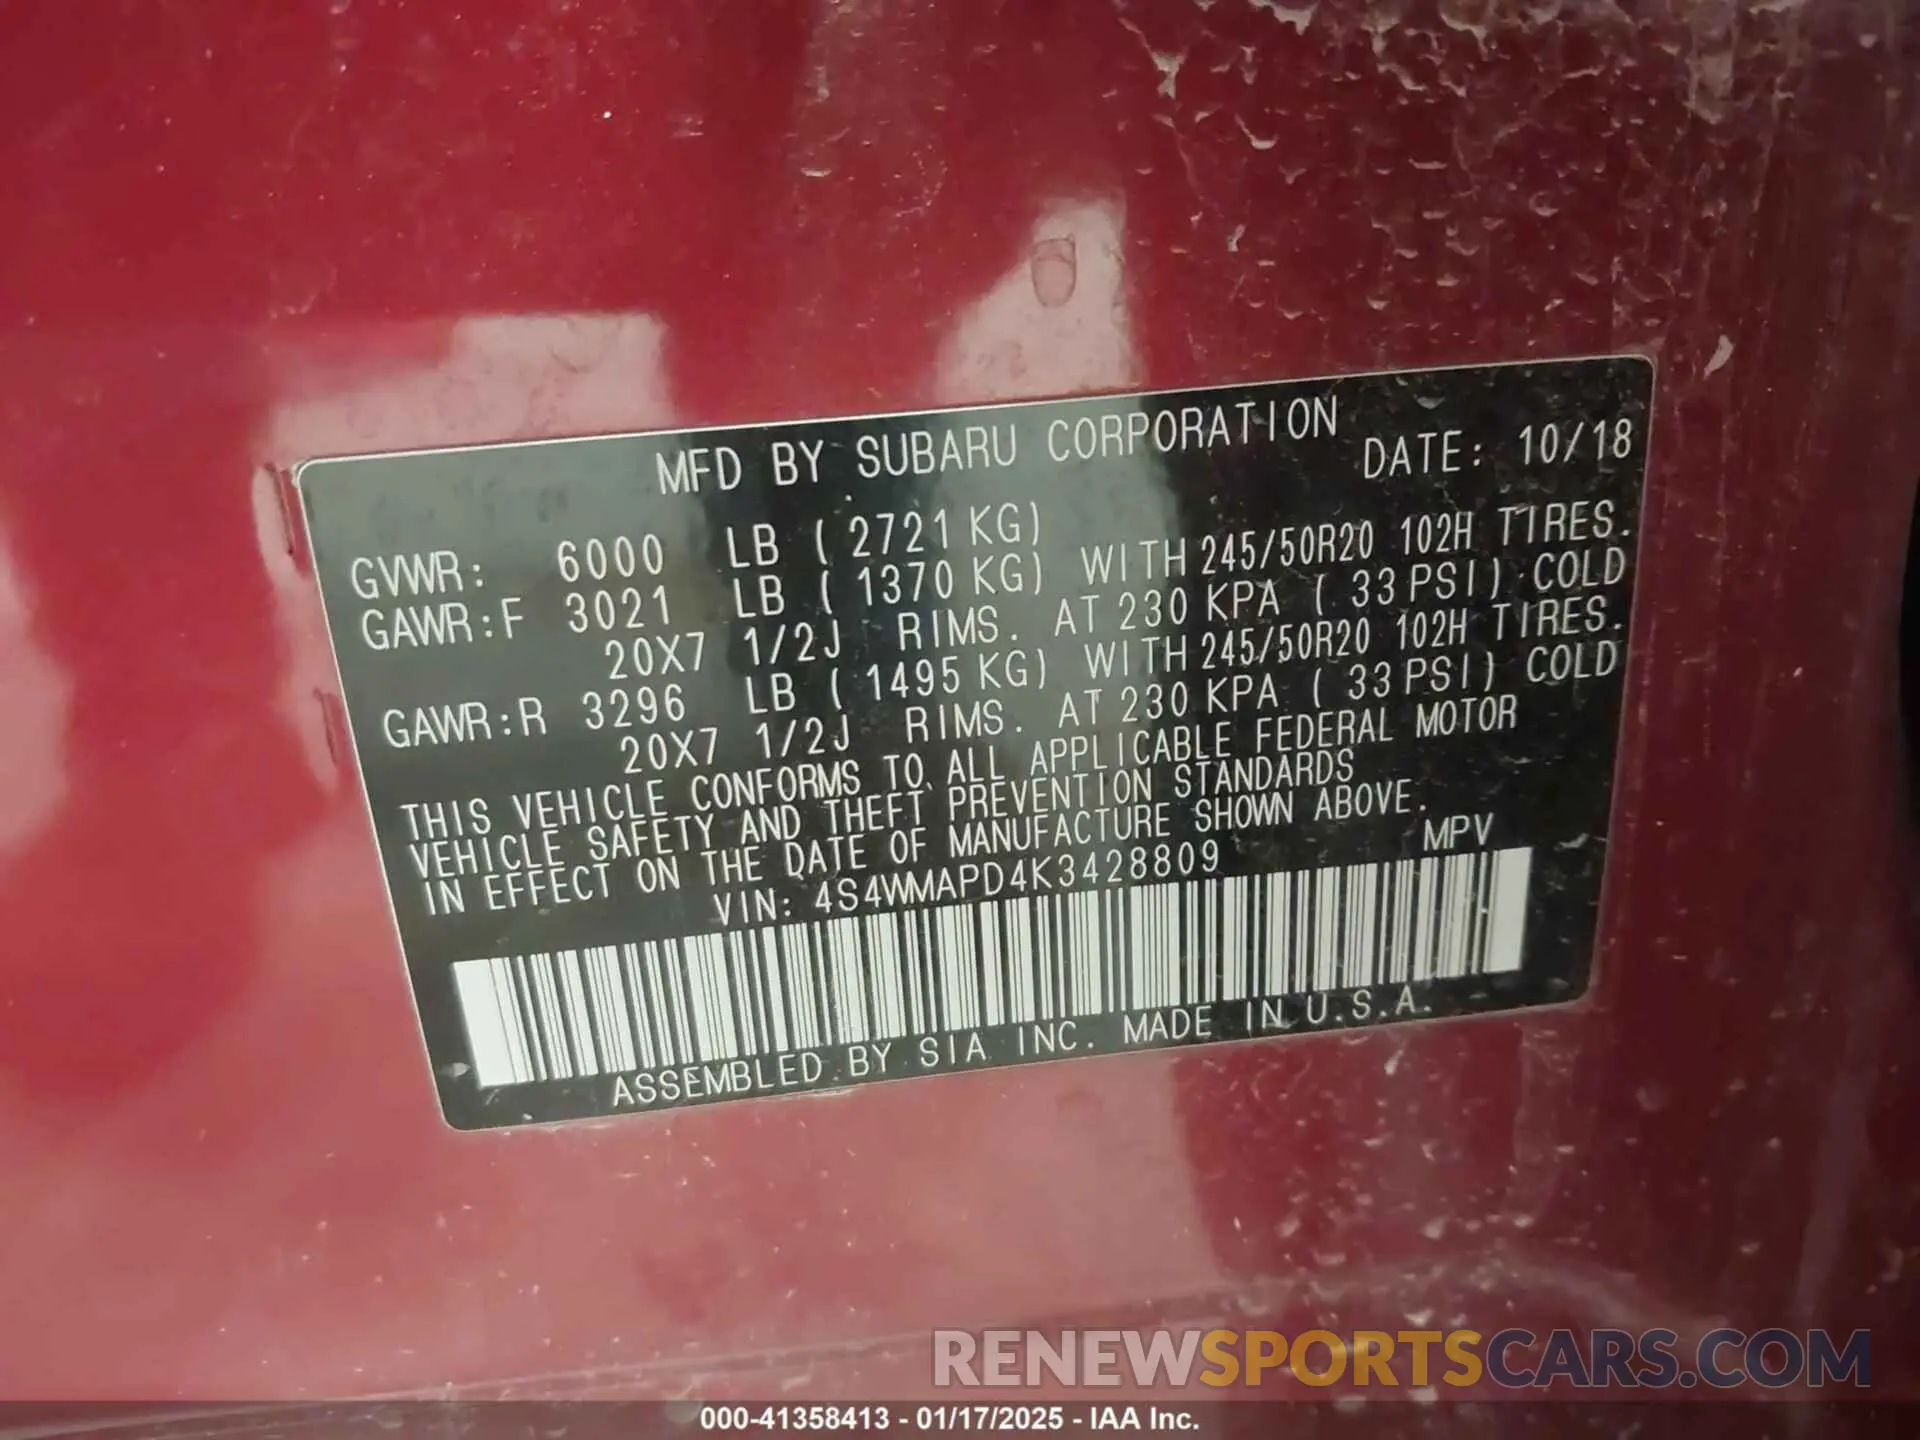 MFD BY SUBARU CORPORATION DATE: 10/18
GVWR: 6000 LB ( 2721 KG)
GAWR:F 3021 LB ( 1370 KG) WITH 245/50R20 102H TIRES.
20X7 1/2J RIMS. AT 230 KPA ( 33 PSI) COLD
GAWR:R 3296 LB ( 1495 KG) WITH 245/50R20 102H TIRES.
20X7 1/2J RIMS. AT 230 KPA ( 33 PSI) COLD
THIS VEHICLE CONFORMS TO ALL APPLICABLE FEDERAL MOTOR
VEHICLE SAFETY AND THEFT PREVENTION STANDARDS
IN EFFECT ON THE DATE OF MANUFACTURE SHOWN ABOVE.
VIN: 4S4WMAPD4K3428809 MPV
ASSEMBLED BY SIA INC. MADE IN U.S.A.
RENEWSPORTSCARS.COM
000-41358413 - 01/17/2025 - IAA Inc.